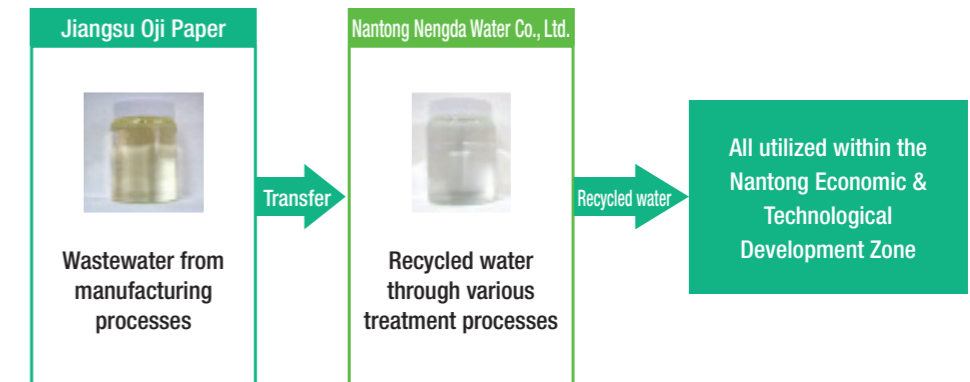 Jiangsu Oji Paper
Wastewater from
manufacturing
processes
Transfer
Nantong Nengda Water Co., Ltd.
Recycled water
through various
treatment processes
Recycled water
All utilized within the
Nantong Economic &
Technological
Development Zone